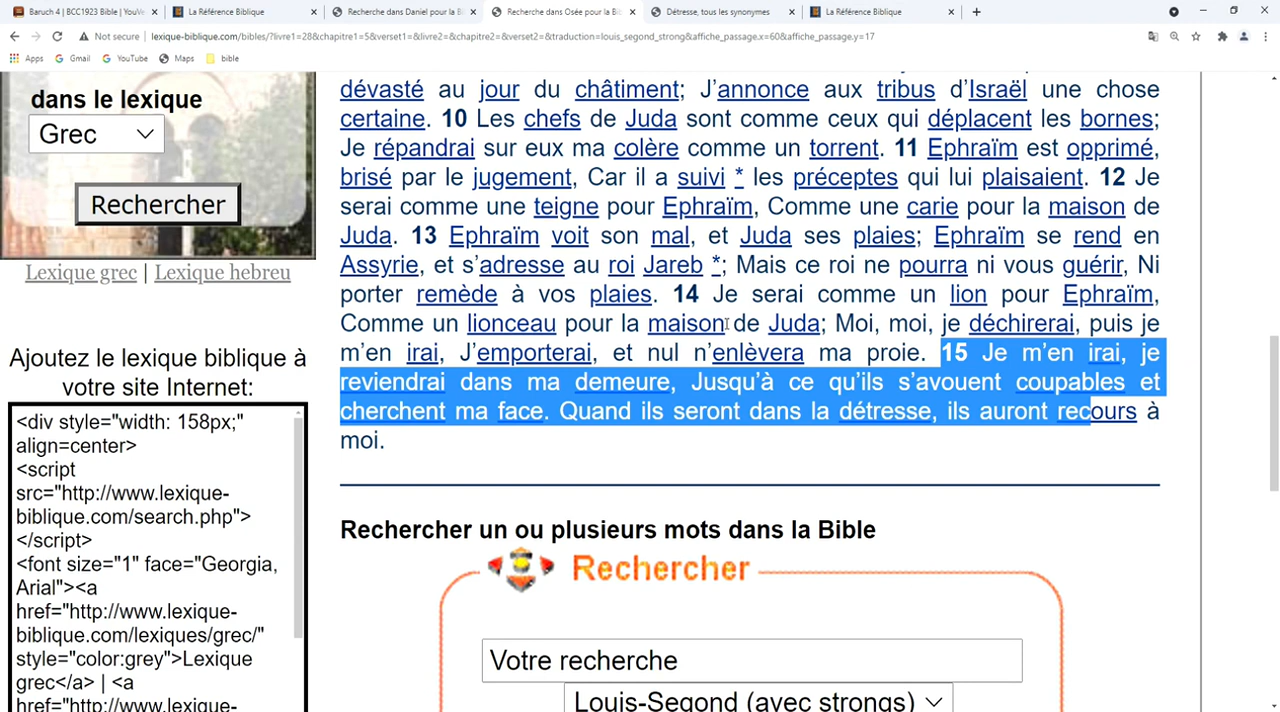 Baruch 4 | BCC1923 Bible | YouVe
La Référence Biblique
Recherche dans Daniel pour la B
Recherche dans Osée pour la Bi
Détresse, tous les synonymes
La Référence Biblique
Not secure | lexique-biblique.com/bibles/?livre1=28&chapitre1=5&verset1=&livre2=&chapitre2=&verset2=&traduction=louis_segond_strong&affiche_passage.x=60&affiche_passage.y=17
Apps Gmail YouTube Maps bible
dans le lexique
Grec
Rechercher
Lexique grec | Lexique hebreu
Ajoutez le lexique biblique à
votre site Internet:
<div style="width: 158px;"
align=center>
<script
src="http://www.lexique-
biblique.com/search.php">
</script>
<font size="1" face="Georgia,
Arial"><a
href="http://www.lexique-
biblique.com/lexiques/grec/"
style="color:grey">Lexique
grec</a> | <a
href="http://www.lexique-
dévasté au jour du châtiment; J'annonce aux tribus d'Israël une chose
certaine. 10 Les chefs de Juda sont comme ceux qui déplacent les bornes;
Je répandrai sur eux ma colère comme un torrent. 11 Ephraïm est opprimé,
brisé par le jugement, Car il a suivi * les préceptes qui lui plaisaient. 12 Je
serai comme une teigne pour Ephraïm, Comme une carie pour la maison de
Juda. 13 Ephraïm voit son mal, et Juda ses plaies; Ephraïm se rend en
Assyrie, et s'adresse au roi Jareb *; Mais ce roi ne pourra ni vous guérir, Ni
porter remède à vos plaies. 14 Je serai comme un lion pour Ephraïm,
Comme un lionceau pour la maison de Juda; Moi, moi, je déchirerai, puis je
m'en irai, J'emporterai, et nul n'enlèvera ma proie. 15 Je m'en irai, je
reviendrai dans ma demeure, Jusqu'à ce qu'ils s'avouent coupables et
cherchent ma face. Quand ils seront dans la détresse, ils auront recours à
moi.
Rechercher un ou plusieurs mots dans la Bible
Rechercher
Votre recherche
Louis-Segond (avec strongs)